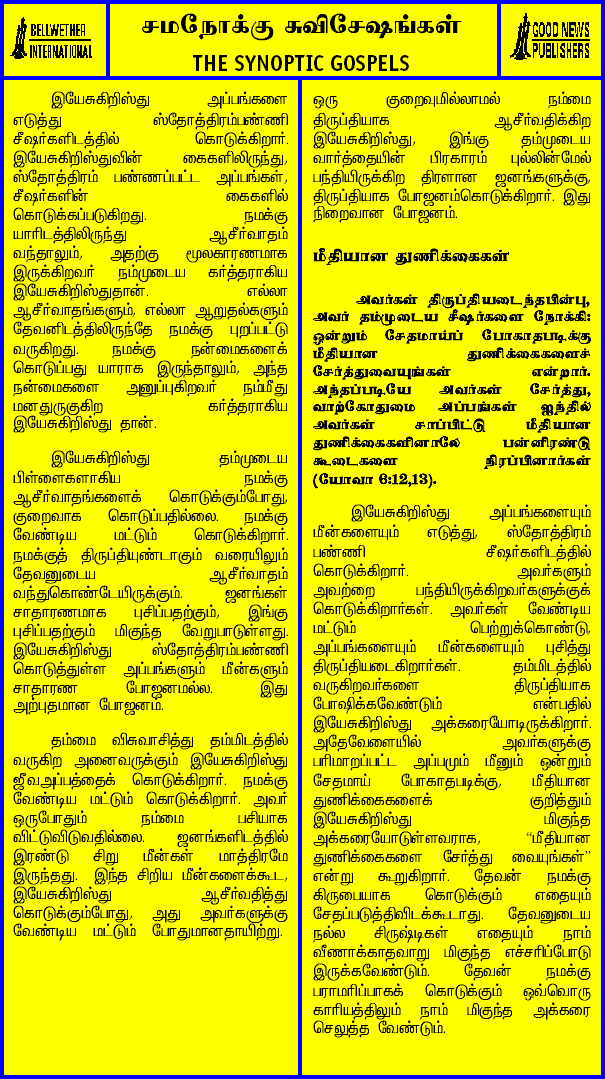 BELLWETHER
INTERNATIONAL
சமநோக்கு சுவிசேஷங்கள்
THE SYNOPTIC GOSPELS
GOOD NEWS
PUBLISHERS
இயேசுகிறிஸ்து அப்பங்களை
எடுத்து ஸ்தோத்திரம்பண்ணி
சீஷர்களிடத்தில் கொடுக்கிறார்.
இயேசுகிறிஸ்துவின் கைகளிலிருந்து,
ஸ்தோத்திரம் பண்ணப்பட்ட அப்பங்கள்,
சீஷர்களின் கைகளில்
கொடுக்கப்படுகிறது. நமக்கு
யாரிடத்திலிருந்து ஆசீர்வாதம்
வந்தாலும், அதற்கு மூலகாரணமாக
இருக்கிறவர் நம்முடைய கர்த்தராகிய
இயேசுகிறிஸ்துதான். எல்லா
ஆசீர்வாதங்களும், எல்லா ஆறுதல்களும்
தேவனிடத்திலிருந்தே நமக்கு புறப்பட்டு
வருகிறது. நமக்கு நன்மைகளைக்
கொடுப்பது யாராக இருந்தாலும், அந்த
நன்மைகளை அனுப்புகிறவர் நம்மீது
மனதுருகுகிற கர்த்தராகிய
இயேசுகிறிஸ்து தான்.
இயேசுகிறிஸ்து தம்முடைய
பிள்ளைகளாகிய நமக்கு
ஆசீர்வாதங்களைக் கொடுக்கும்போது,
குறைவாக கொடுப்பதில்லை. நமக்கு
வேண்டிய மட்டும் கொடுக்கிறார்.
நமக்குத் திருப்தியுண்டாகும் வரையிலும்
தேவனுடைய ஆசீர்வாதம்
வந்துகொண்டேயிருக்கும். ஜனங்கள்
சாதாரணமாக புசிப்பதற்கும், இங்கு
புசிப்பதற்கும் மிகுந்த வேறுபாடுள்ளது.
இயேசுகிறிஸ்து ஸ்தோத்திரம்பண்ணி
கொடுத்துள்ள அப்பங்களும் மீன்களும்
சாதாரண போஜனமல்ல. இது
அற்புதமான போஜனம்.
தம்மை விசுவாசித்து தம்மிடத்தில்
வருகிற அனைவருக்கும் இயேசுகிறிஸ்து
ஜீவஅப்பத்தைக் கொடுக்கிறார். நமக்கு
வேண்டிய மட்டும் கொடுக்கிறார். அவர்
ஒருபோதும் நம்மை பசியாக
விட்டுவிடுவதில்லை. ஜனங்களிடத்தில்
இரண்டு சிறு மீன்கள் மாத்திரமே
இருந்தது. இந்த சிறிய மீன்களைக்கூட,
இயேசுகிறிஸ்து ஆசீர்வதித்து
கொடுக்கும்போது, அது அவர்களுக்கு
வேண்டிய மட்டும் போதுமானதாயிற்று.
ஒரு குறைவுமில்லாமல் நம்மை
திருப்தியாக ஆசீர்வதிக்கிற
இயேசுகிறிஸ்து, இங்கு தம்முடைய
வார்த்தையின் பிரகாரம் புல்லின்மேல்
பந்தியிருக்கிற திரளான ஜனங்களுக்கு,
திருப்தியாக போஜனம்கொடுக்கிறார். இது
நிறைவான போஜனம்.
மீதியான துணிக்கைகள்
அவர்கள் திருப்தியடைந்தபின்பு,
அவர் தம்முடைய சீஷர்களை நோக்கி:
ஒன்றும் சேதமாய்ப் போகாதபடிக்கு
மீதியான துணிக்கைகளைச்
சேர்த்துவையுங்கள் என்றார்.
அந்தப்படியே அவர்கள் சேர்த்து,
வாற்கோதுமை அப்பங்கள் ஐந்தில்
அவர்கள் சாப்பிட்டு மீதியான
துணிக்கைகளினாலே பன்னிரண்டு
கூடைகளை நிரப்பினார்கள்
(யோவா 6:12,13).
இயேசுகிறிஸ்து அப்பங்களையும்
மீன்களையும் எடுத்து, ஸ்தோத்திரம்
பண்ணி சீஷர்களிடத்தில்
கொடுக்கிறார். அவர்களும்
அவற்றை பந்தியிருக்கிறவர்களுக்குக்
கொடுக்கிறார்கள். அவர்கள் வேண்டிய
மட்டும் பெற்றுக்கொண்டு,
அப்பங்களையும் மீன்களையும் புசித்து
திருப்தியடைகிறார்கள். தம்மிடத்தில்
வருகிறவர்களை திருப்தியாக
போஷிக்கவேண்டும் என்பதில்
இயேசுகிறிஸ்து அக்கரையோடிருக்கிறார்.
அதேவேளையில் அவர்களுக்கு
பரிமாறப்பட்ட அப்பமும் மீனும் ஒன்றும்
சேதமாய் போகாதபடிக்கு, மீதியான
துணிக்கைகளைக் குறித்தும்
இயேசுகிறிஸ்து மிகுந்த
அக்கரையோடுள்ளவராக, “மீதியான
துணிக்கைகளை சேர்த்து வையுங்கள்”
என்று கூறுகிறார். தேவன் நமக்கு
கிருபையாக கொடுக்கும் எதையும்
சேதப்படுத்திவிடக்கூடாது. தேவனுடைய
நல்ல சிருஷ்டிகள் எதையும் நாம்
வீணாக்காதவாறு மிகுந்த எச்சரிப்போடு
இருக்கவேண்டும். தேவன் நமக்கு
பராமரிப்பாகக் கொடுக்கும் ஒவ்வொரு
காரியத்திலும் நாம் மிகுந்த அக்கரை
செலுத்த வேண்டும்.